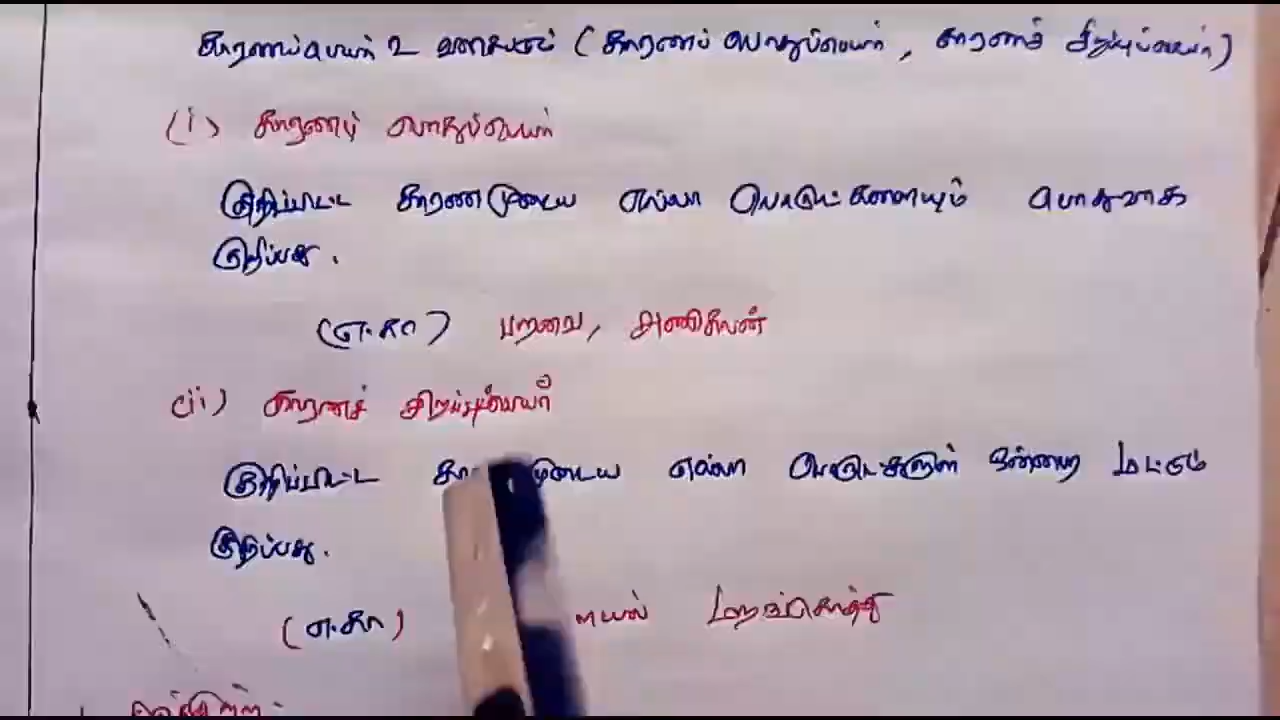 காரணப்பெயர் 2 வகைப்படும் (காரணப் பொதுப்பெயர், காரணச் சிறப்புப்பெயர்)
(i) காரணப் பொதுப்பெயர்
குறிப்பிட்ட காரணமுடைய எல்லா பொருட்களையும் பொதுவாக
குறிப்பது.
(எ.கா) பறவை, அணிகலன்
(ii) காரணச் சிறப்புப்பெயர்
குறிப்பிட்ட எல்லா பொருட்களுள் ஒன்றை மட்டும்
குறிப்பது.
(எ.கா) மரங்கொத்தி